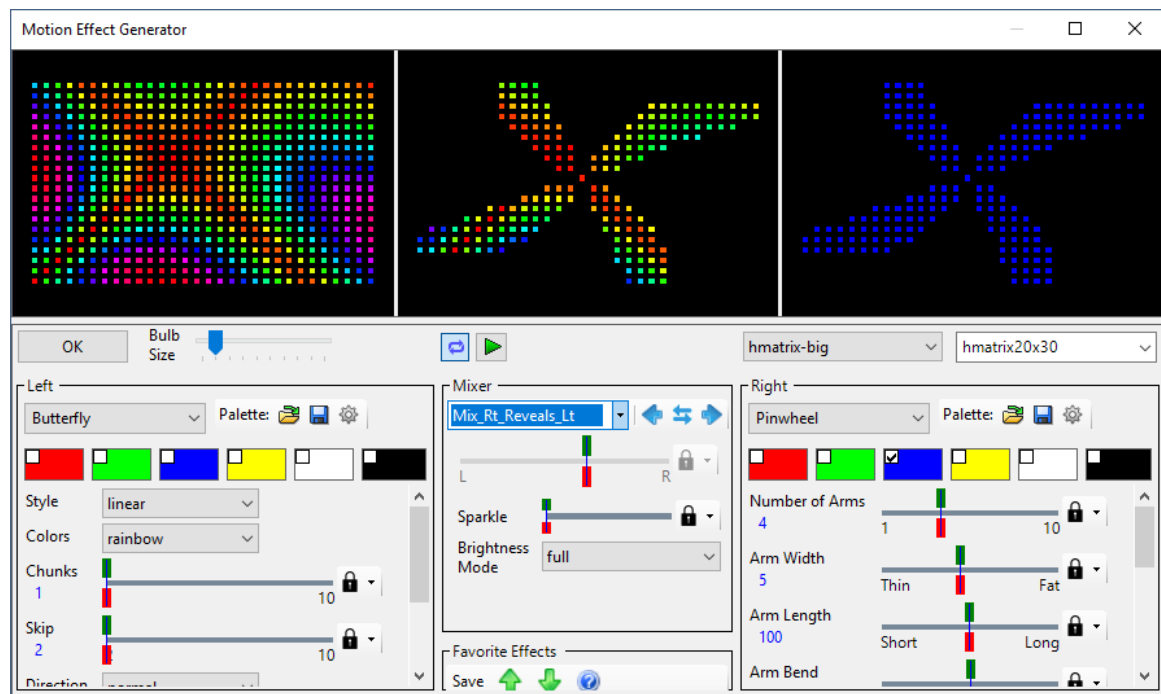 Motion Effect Generator
OK
Bulb
Size
hmatrix-big
hmatrix20x30
Left
Butterfly
Palette:
Style
linear
Colors
rainbow
Chunks
1
10
Skip
2
10
Direction
normal
Mixer
Mix_Rt_Reveals_Lt
L
R
Sparkle
Brightness
Mode
full
Favorite Effects
Save
Right
Pinwheel
Palette:
Number of Arms
4
1
10
Arm Width
5
Thin
Fat
Arm Length
100
Short
Long
Arm Bend